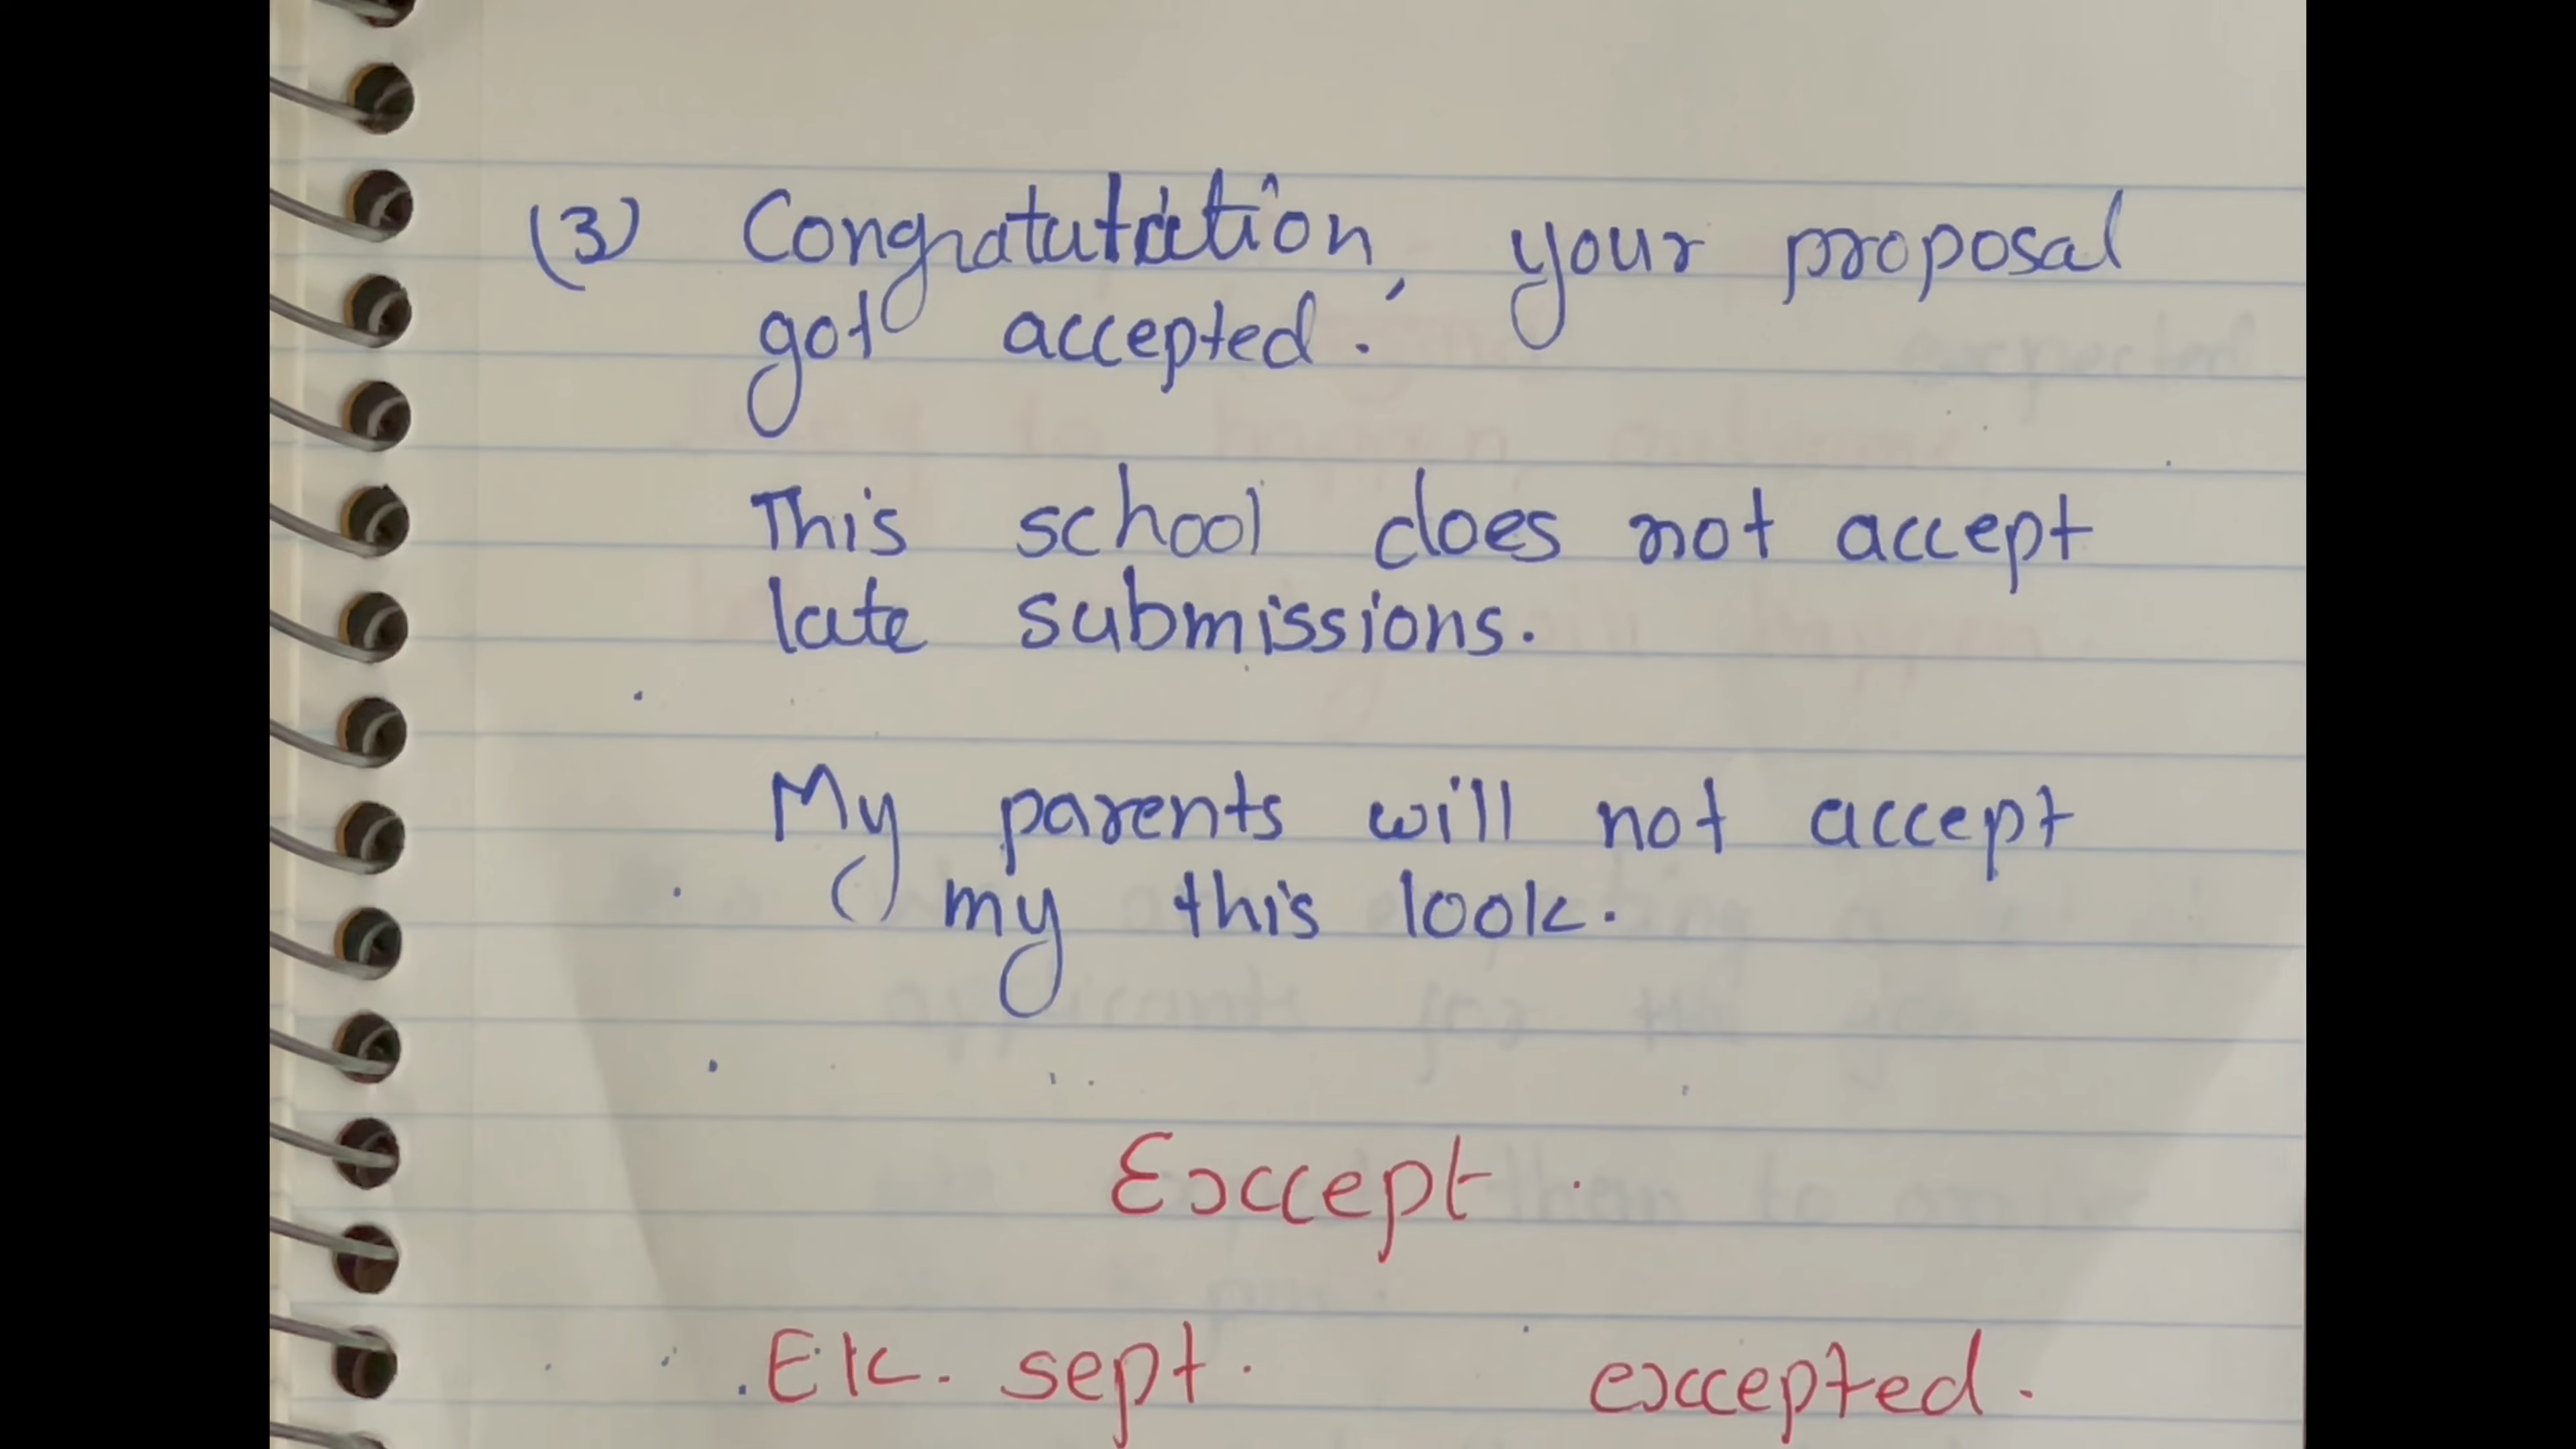 (3) Congratutation, your proposal
got accepted.
This school does not accept
late submissions.
My parents will not accept
my this look.
Except.
Ek. sept. excepted.